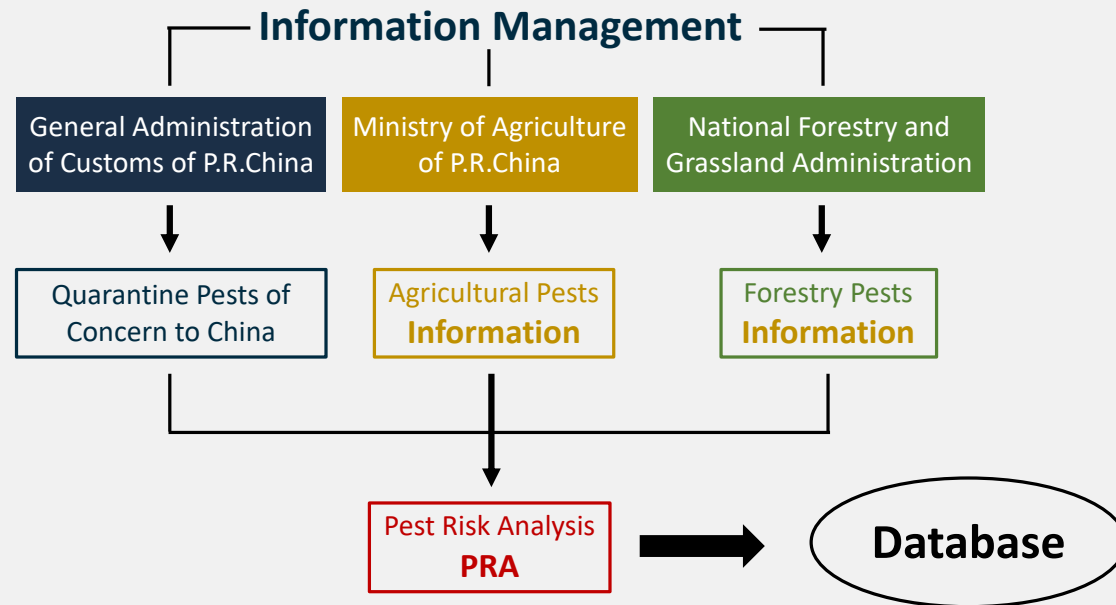 Information Management
General Administration
of Customs of P.R.China
Ministry of Agriculture
of P.R.China
National Forestry and
Grassland Administration
Quarantine Pests of
Concern to China
Agricultural Pests
Information
Forestry Pests
Information
Pest Risk Analysis
PRA
Database